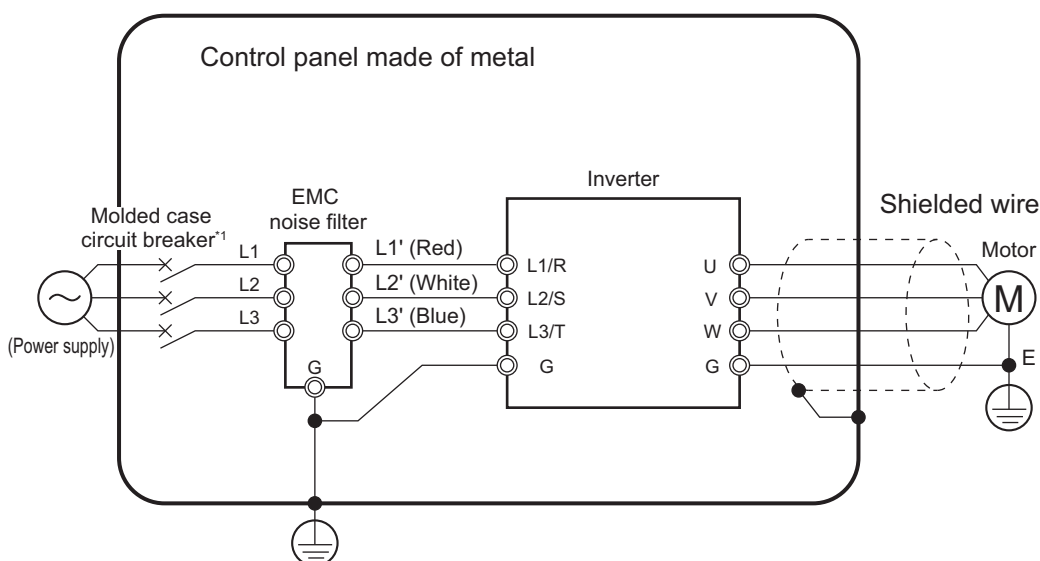 Control panel made of metal
Inverter
EMC
noise filter
Shielded wire
Molded case
circuit breaker*1
Motor
L1
L1' (Red)
L1/R
U
L2
L2' (White)
L2/S
V
M
L3
L3' (Blue)
L3/T
W
(Power supply)
G
G
G
E